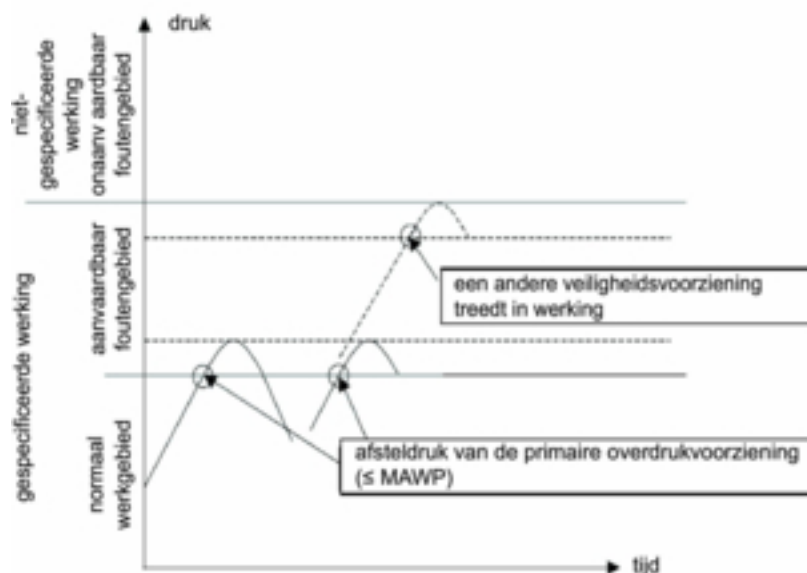 druk
niet-
gespecificeerde
werking
onaanv aardbaar
foutengebied
gespecificeerde werking
aanvaardbaar
foutengebied
een andere veiligheidsvoorziening
treedt in werking
normaal
werkgebied
afsteldruk van de primaire overdrukvoorziening
(≤ MAWP)
tijd